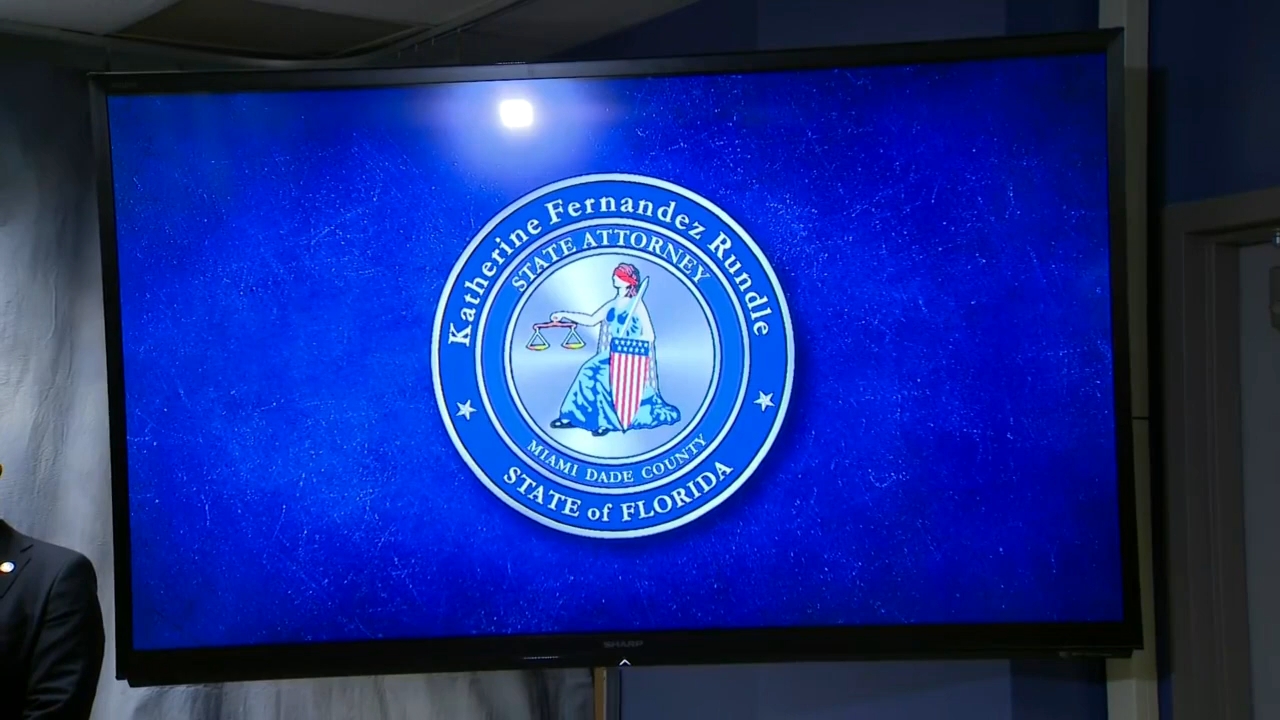 Katherine Fernandez Rundle
STATE ATTORNEY
MIAMI DADE COUNTY
STATE of FLORIDA
SHARP